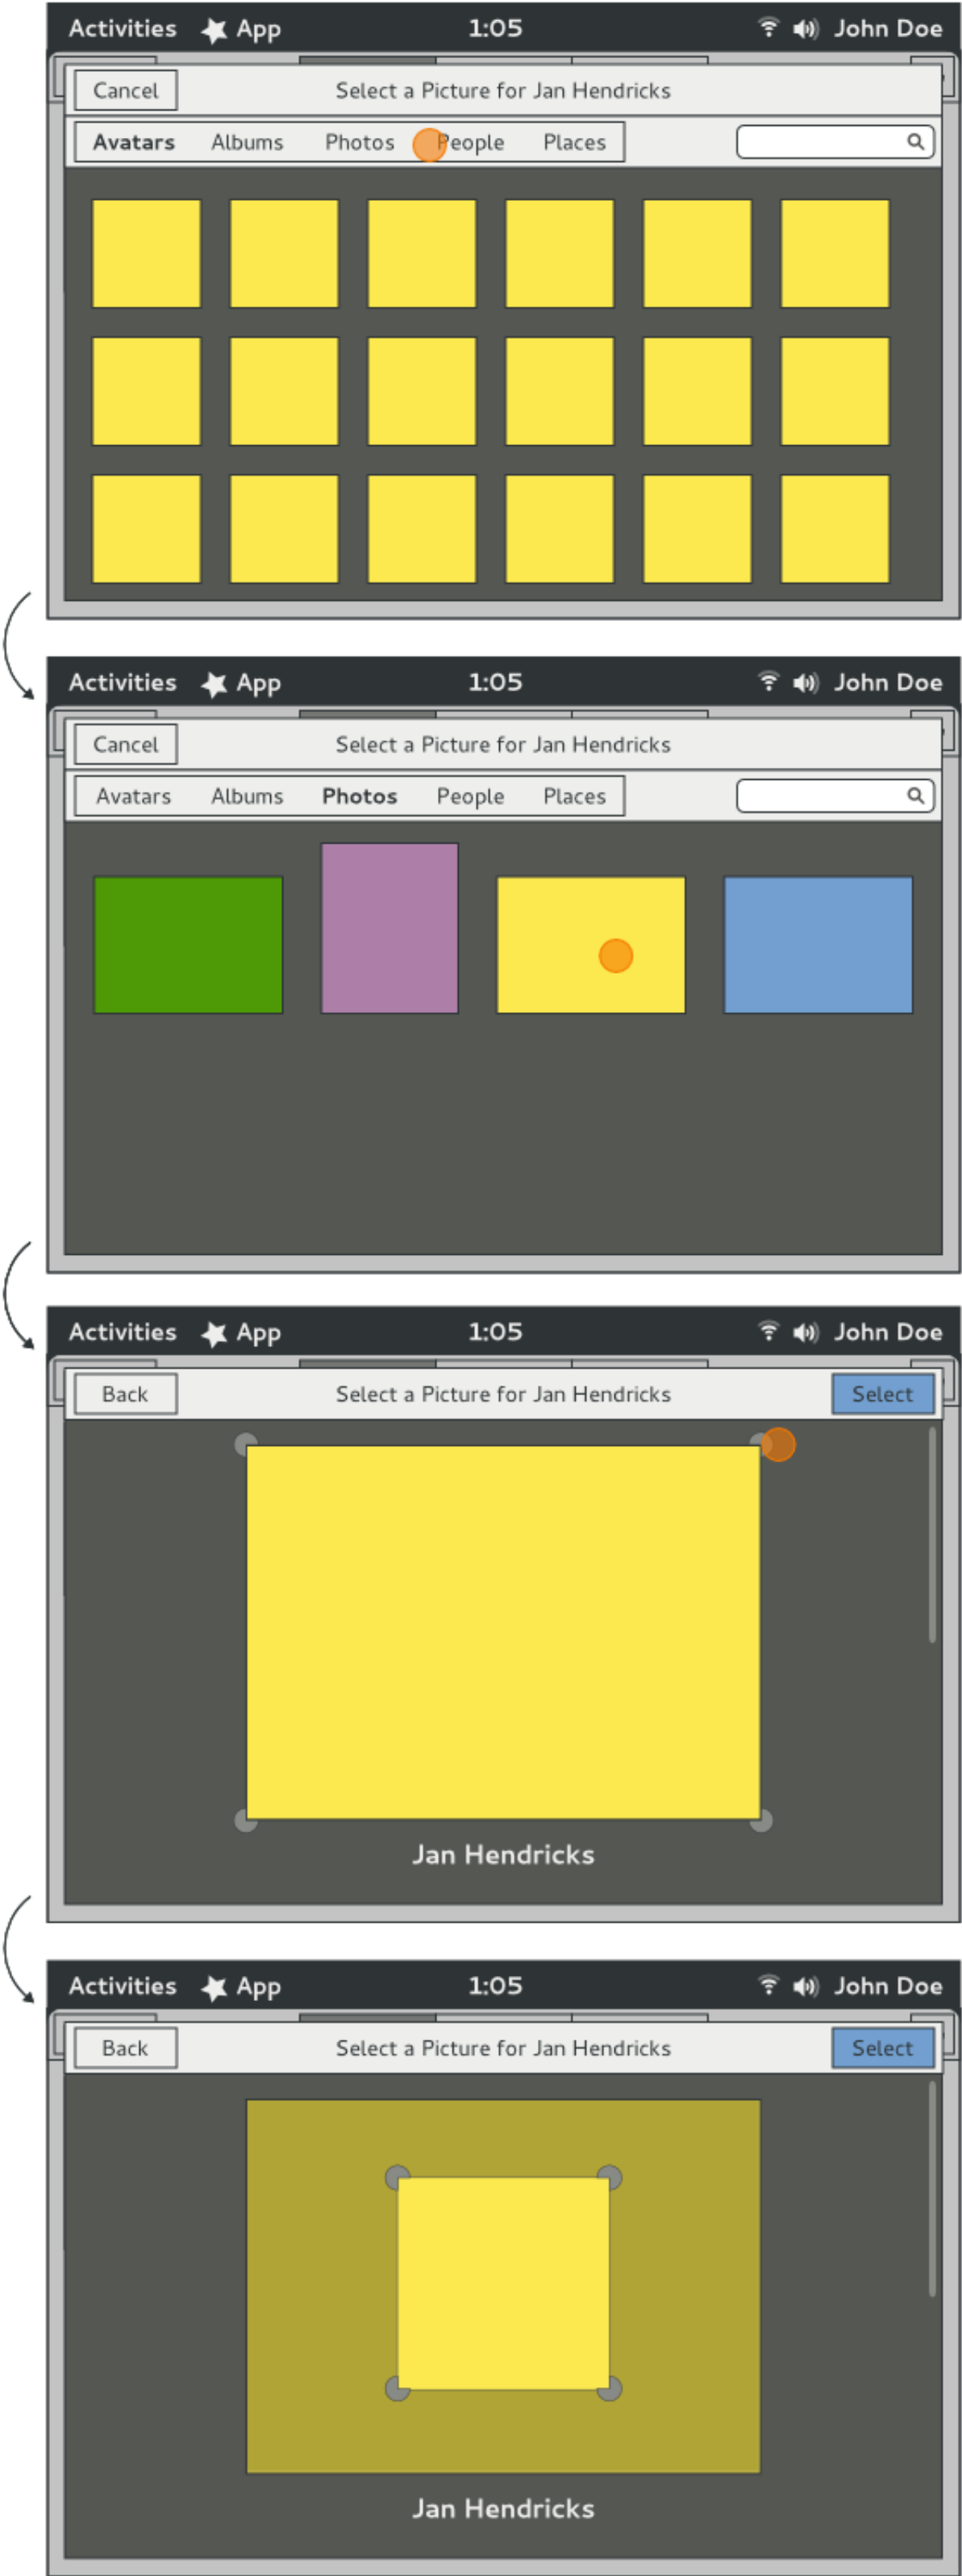 Activities App 1:05 John Doe
Cancel Select a Picture for Jan Hendricks
Avatars Albums Photos People Places
Activities App 1:05 John Doe
Cancel Select a Picture for Jan Hendricks
Avatars Albums Photos People Places
Activities App 1:05 John Doe
Back Select a Picture for Jan Hendricks Select
Jan Hendricks
Activities App 1:05 John Doe
Back Select a Picture for Jan Hendricks Select
Jan Hendricks